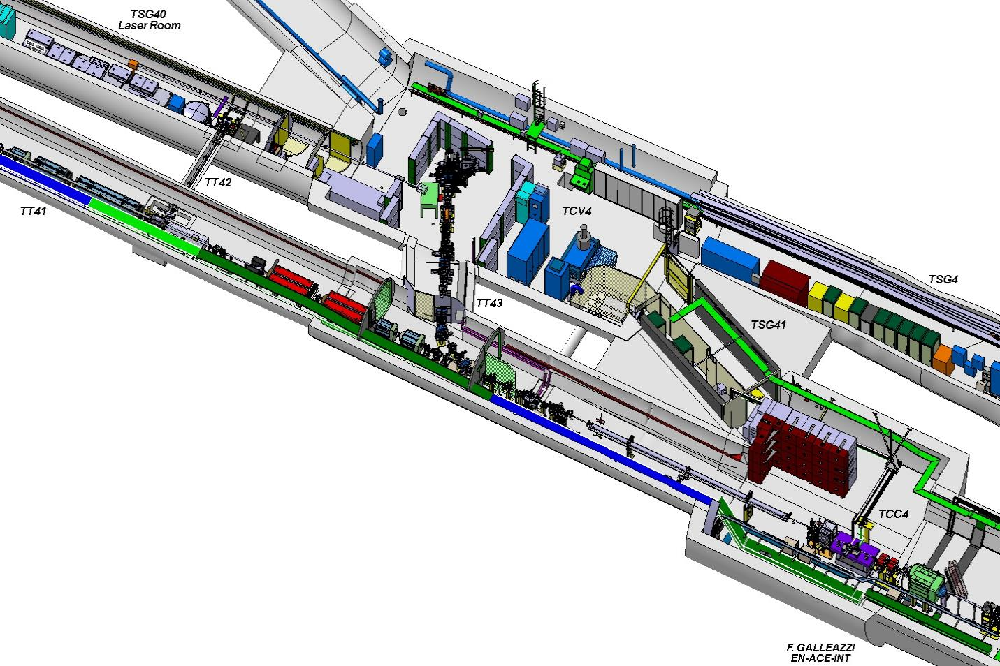 TSG40
Laser Room
TT42
TT41
TCV4
TSG4
TT43
TSG41
TCC4
F. GALLEAZZI
EN-ACE-INT